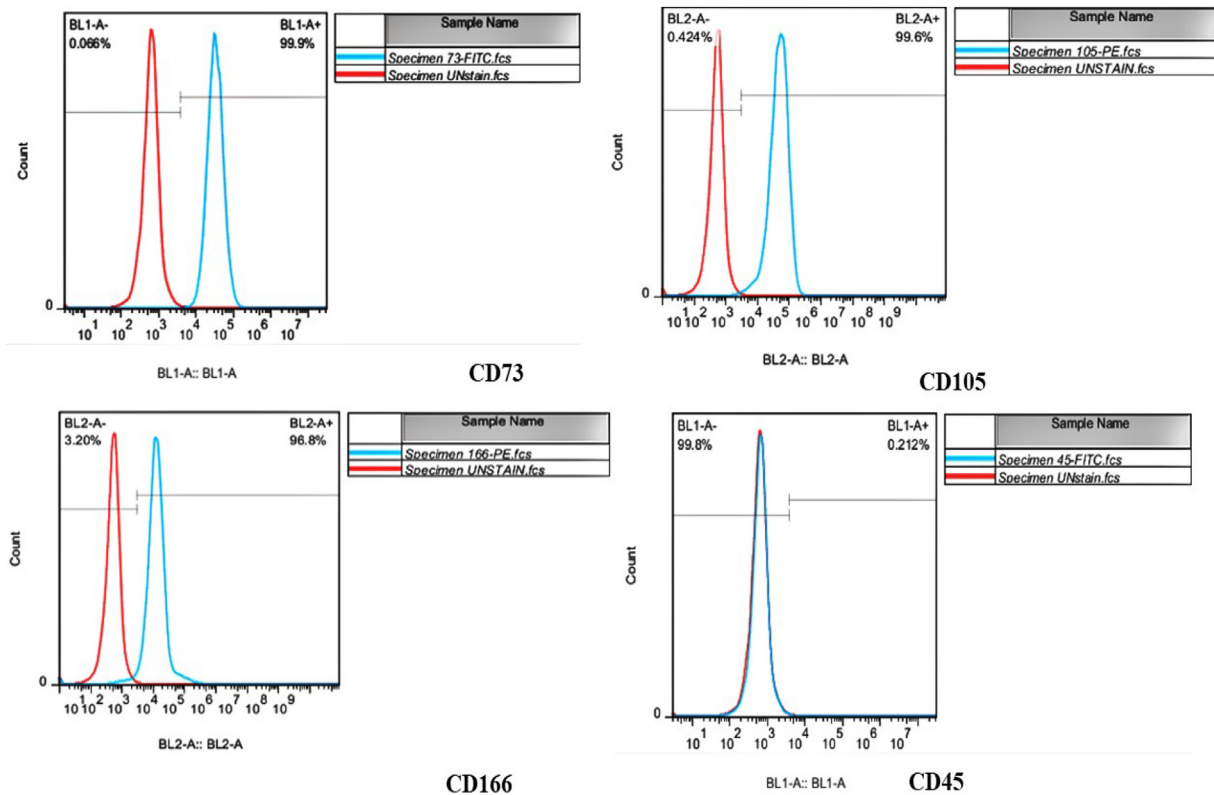 BL1-A-
0.066%
BL1-A+
99.9%
Sample Name
Specimen 73-FITC.fcs
Specimen UNstain.fcs
Count
0
10¹ 10² 10³ 10⁴ 10⁵ 10⁶ 10⁷
BL1-A:: BL1-A
CD73
BL2-A-
0.424%
BL2-A+
99.6%
Sample Name
Specimen 105-PE.fcs
Specimen UNSTAIN.fcs
Count
0
10¹ 10² 10³ 10⁴ 10⁵ 10⁶ 10⁷ 10⁸ 10⁹
BL2-A:: BL2-A
CD105
BL2-A-
3.20%
BL2-A+
96.8%
Sample Name
Specimen 166-PE.fcs
Specimen UNSTAIN.fcs
Count
0
10¹ 10² 10³ 10⁴ 10⁵ 10⁶ 10⁷ 10⁸ 10⁹
BL2-A:: BL2-A
CD166
BL1-A-
99.8%
BL1-A+
0.212%
Sample Name
Specimen 45-FITC.fcs
Specimen UNstain.fcs
Count
0
10¹ 10² 10³ 10⁴ 10⁵ 10⁶ 10⁷
BL1-A:: BL1-A
CD45